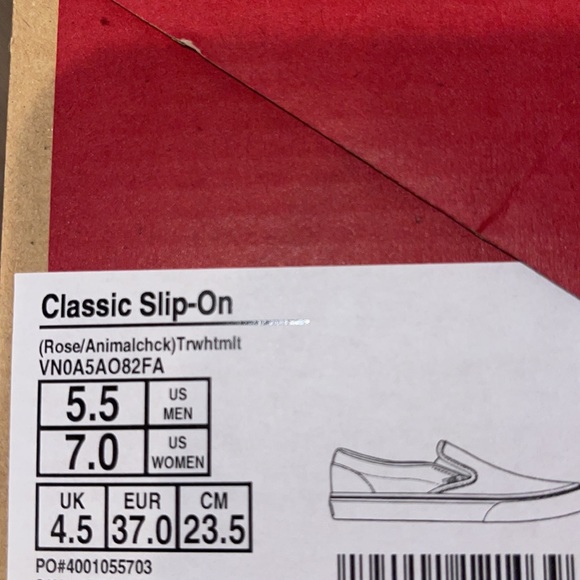 Classic Slip-On
(Rose/Animalchck)Trwhtmlt
VN0A5AO82FA
5.5 US MEN
7.0 US WOMEN
UK EUR CM
4.5 37.0 23.5
PO#4001055703